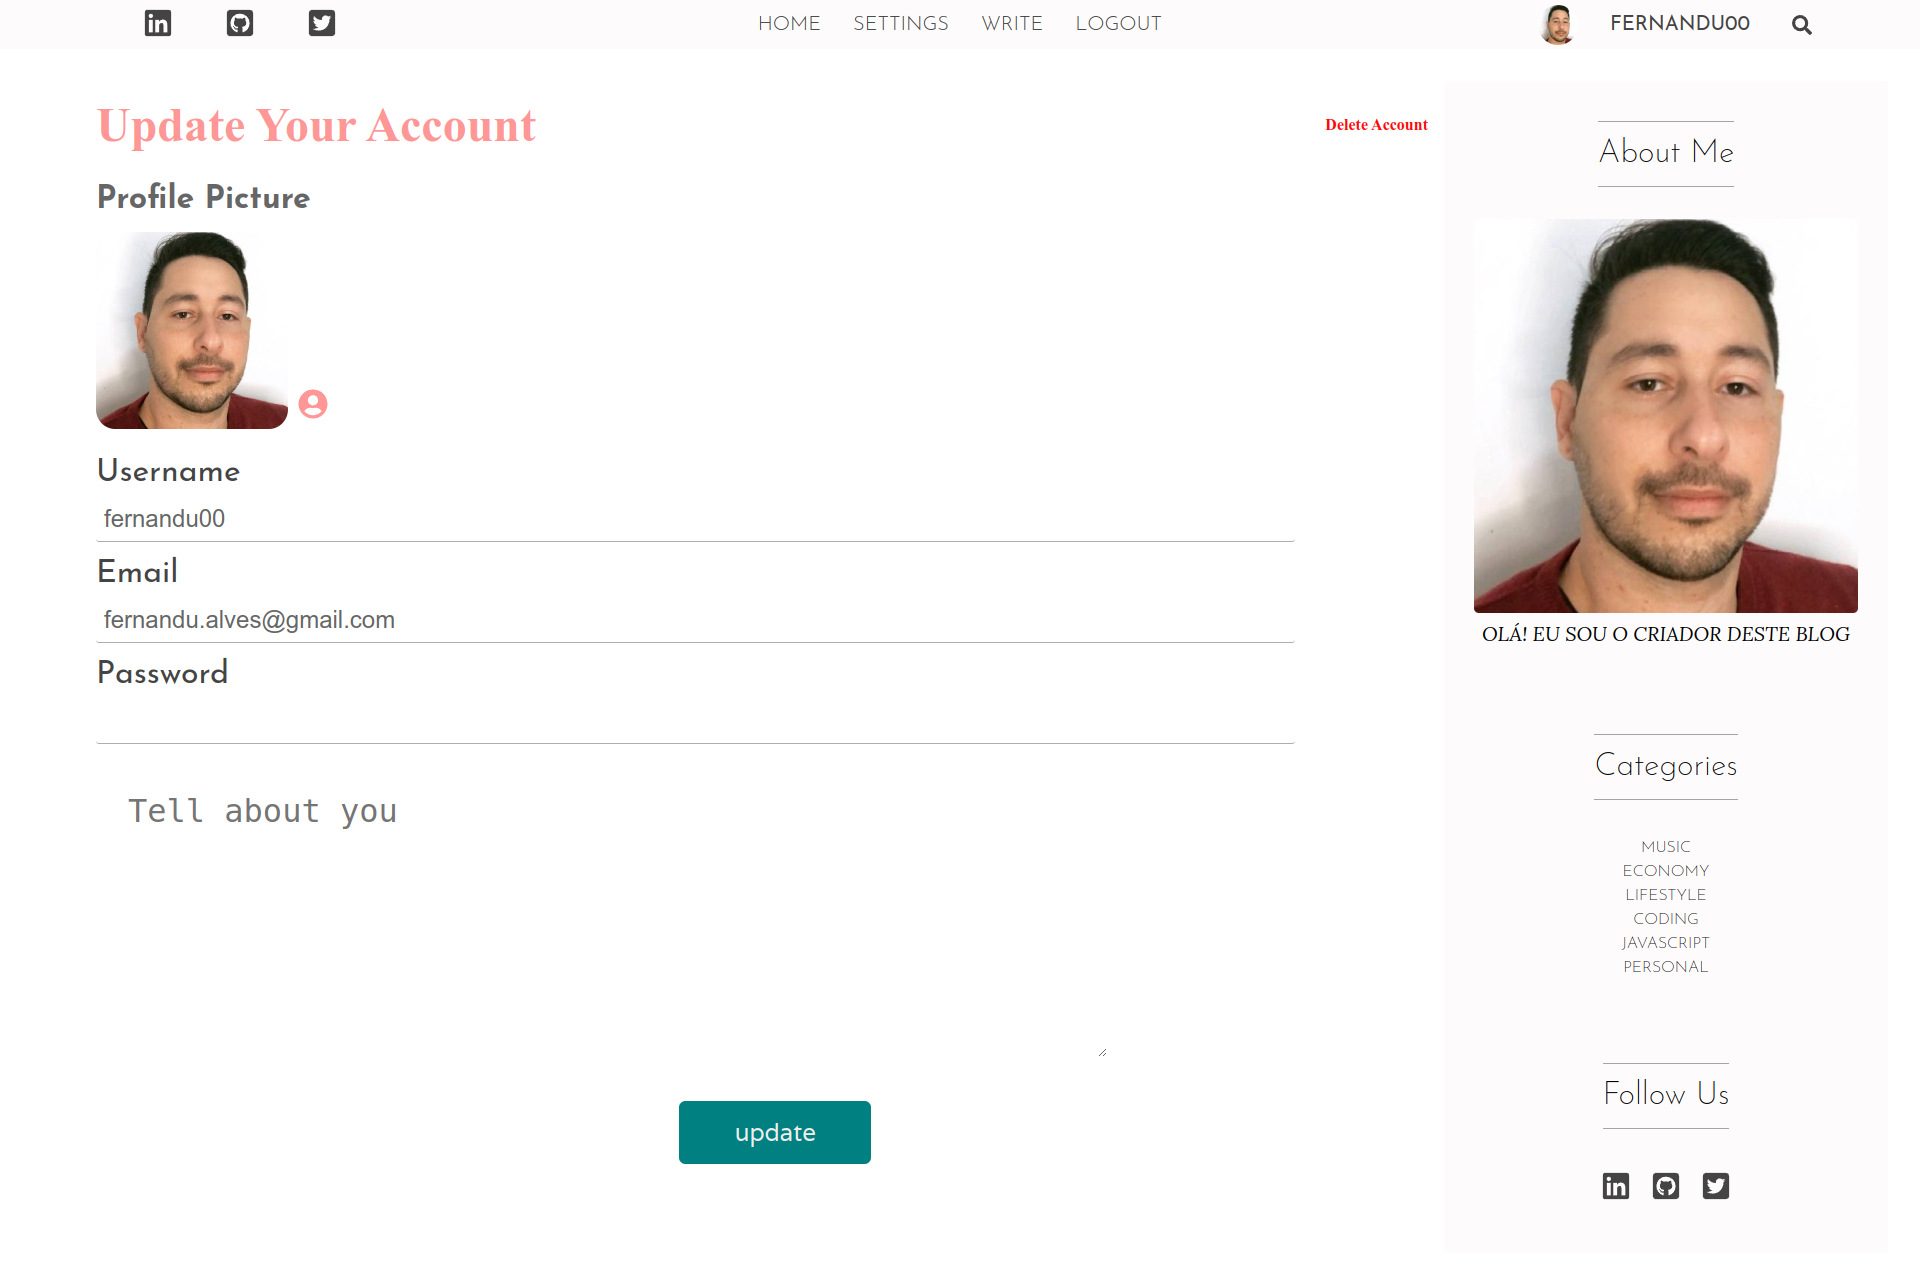 HOME SETTINGS WRITE LOGOUT FERNANDU00
Update Your Account
Delete Account
Profile Picture
Username
fernandu00
Email
fernandu.alves@gmail.com
Password
Tell about you
update
About Me
OLÁ! EU SOU O CRIADOR DESTE BLOG
Categories
MUSIC
ECONOMY
LIFESTYLE
CODING
JAVASCRIPT
PERSONAL
Follow Us